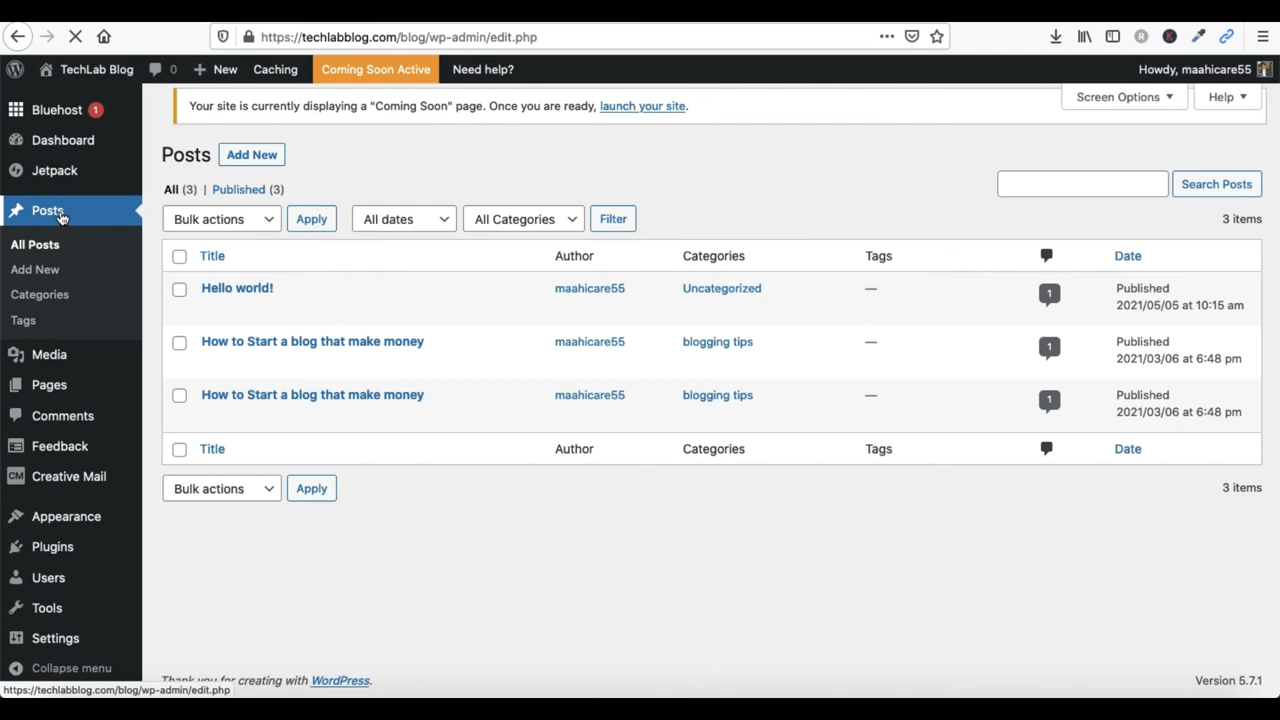 https://techlabblog.com/blog/wp-admin/edit.php
TechLab Blog 0 New Caching Coming Soon Active Need help? Howdy, maahicare55
Bluehost 1
Dashboard
Jetpack
Posts
All Posts
Add New
Categories
Tags
Media
Pages
Comments
Feedback
CM Creative Mail
Appearance
Plugins
Users
Tools
Settings
Collapse menu
Your site is currently displaying a "Coming Soon" page. Once you are ready, launch your site.
Screen Options Help
Posts Add New
All (3) | Published (3)
Search Posts
Bulk actions Apply All dates All Categories Filter 3 items
Title Author Categories Tags Date
Hello world! maahicare55 Uncategorized — 1 Published
2021/05/05 at 10:15 am
How to Start a blog that make money maahicare55 blogging tips — 1 Published
2021/03/06 at 6:48 pm
How to Start a blog that make money maahicare55 blogging tips — 1 Published
2021/03/06 at 6:48 pm
Title Author Categories Tags Date
Bulk actions Apply 3 items
Thank you for creating with WordPress. Version 5.7.1
https://techlabblog.com/blog/wp-admin/edit.php